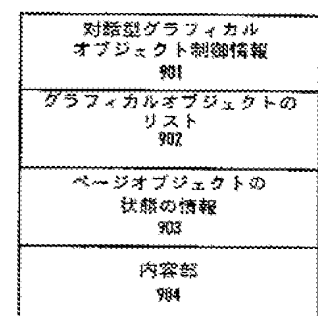 対話型グラフィカル
オブジェクト制御情報
901
グラフィカルオブジェクトの
リスト
902
ページオブジェクトの
状態の情報
903
内容部
904